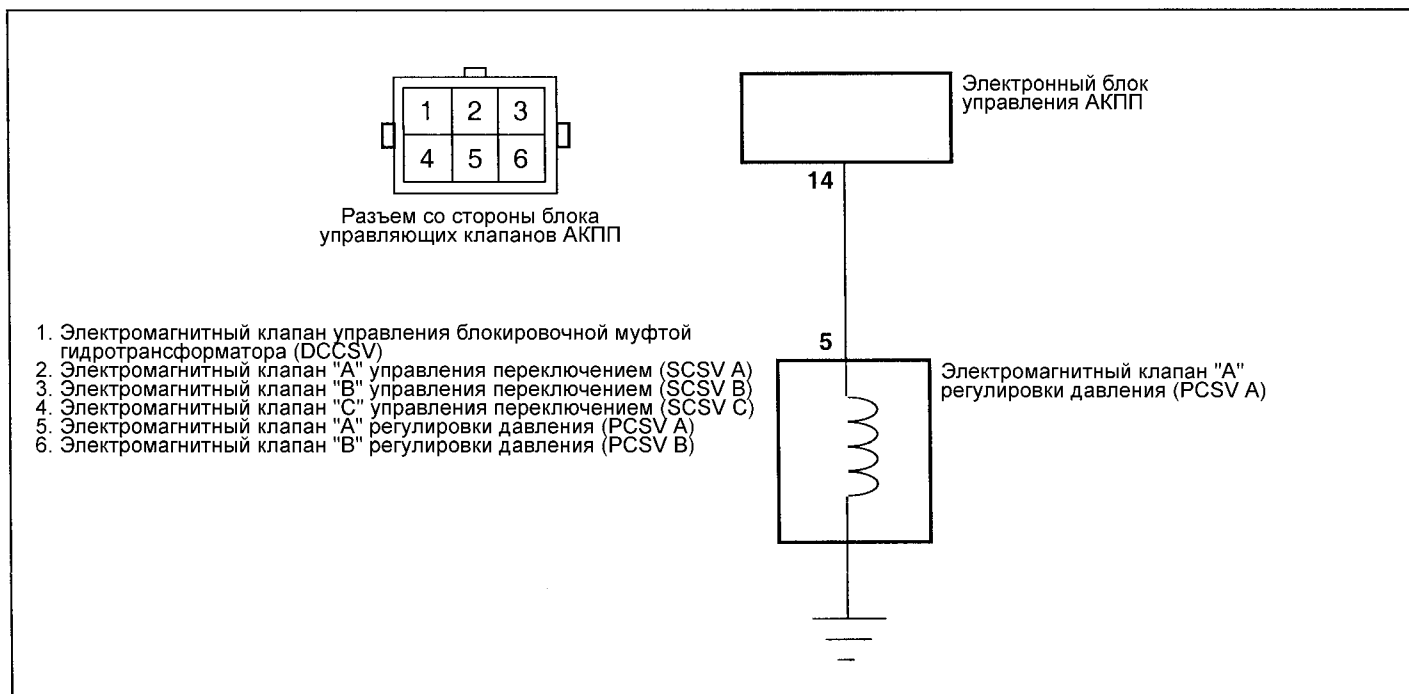 1 2 3
4 5 6
Разъем со стороны блока
управляющих клапанов АКПП
Электронный блок
управления АКПП
14
1. Электромагнитный клапан управления блокировочной муфтой
гидротрансформатора (DCCSV)
2. Электромагнитный клапан "А" управления переключением (SCSV A)
3. Электромагнитный клапан "В" управления переключением (SCSV B)
4. Электромагнитный клапан "С" управления переключением (SCSV C)
5. Электромагнитный клапан "А" регулировки давления (PCSV A)
6. Электромагнитный клапан "В" регулировки давления (PCSV B)
5
Электромагнитный клапан "А"
регулировки давления (PCSV A)